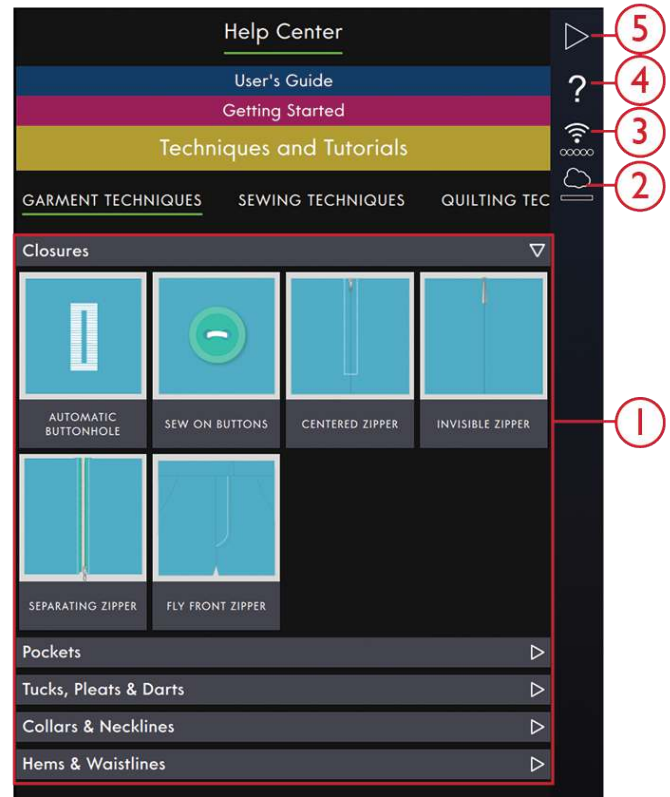 Help Center
User's Guide
Getting Started
Techniques and Tutorials
GARMENT TECHNIQUES SEWING TECHNIQUES QUILTING TEC
Closures
AUTOMATIC
BUTTONHOLE
SEW ON BUTTONS
CENTERED ZIPPER
INVISIBLE ZIPPER
SEPARATING ZIPPER
FLY FRONT ZIPPER
Pockets
Tucks, Pleats & Darts
Collars & Necklines
Hems & Waistlines
5
?
4
3
2
1